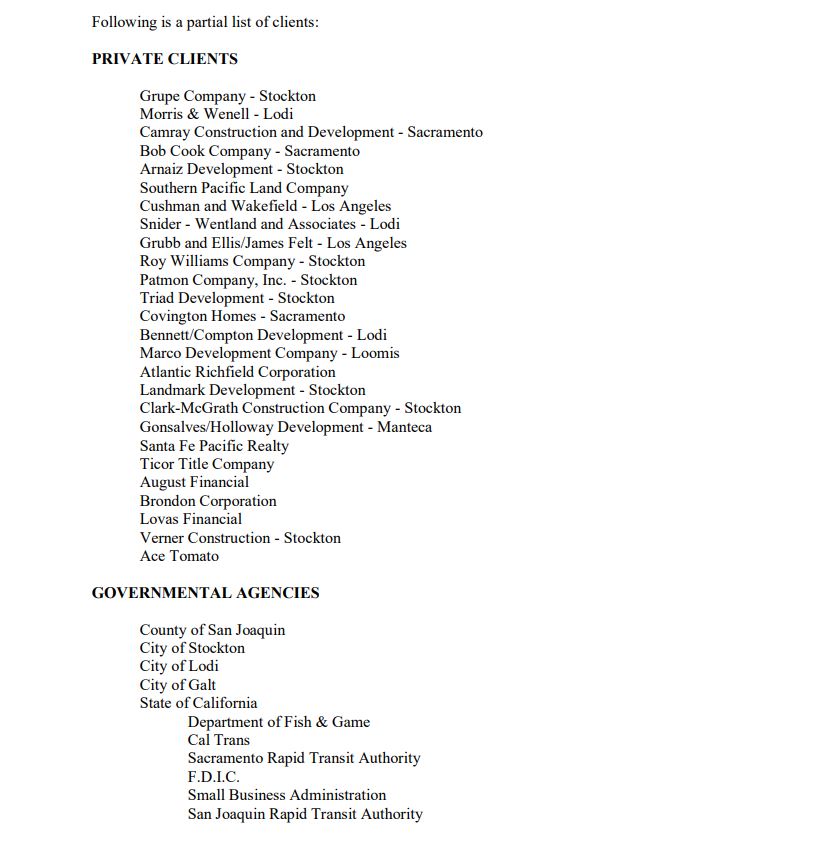 Following is a partial list of clients:
PRIVATE CLIENTS
Grupe Company - Stockton
Morris & Wenell - Lodi
Camray Construction and Development - Sacramento
Bob Cook Company - Sacramento
Arnaiz Development - Stockton
Southern Pacific Land Company
Cushman and Wakefield - Los Angeles
Snider - Wentland and Associates - Lodi
Grubb and Ellis/James Felt - Los Angeles
Roy Williams Company - Stockton
Patmon Company, Inc. - Stockton
Triad Development - Stockton
Covington Homes - Sacramento
Bennett/Compton Development - Lodi
Marco Development Company - Loomis
Atlantic Richfield Corporation
Landmark Development - Stockton
Clark-McGrath Construction Company - Stockton
Gonsalves/Holloway Development - Manteca
Santa Fe Pacific Realty
Ticor Title Company
August Financial
Brondon Corporation
Lovas Financial
Verner Construction - Stockton
Ace Tomato
GOVERNMENTAL AGENCIES
County of San Joaquin
City of Stockton
City of Lodi
City of Galt
State of California
Department of Fish & Game
Cal Trans
Sacramento Rapid Transit Authority
F.D.I.C.
Small Business Administration
San Joaquin Rapid Transit Authority